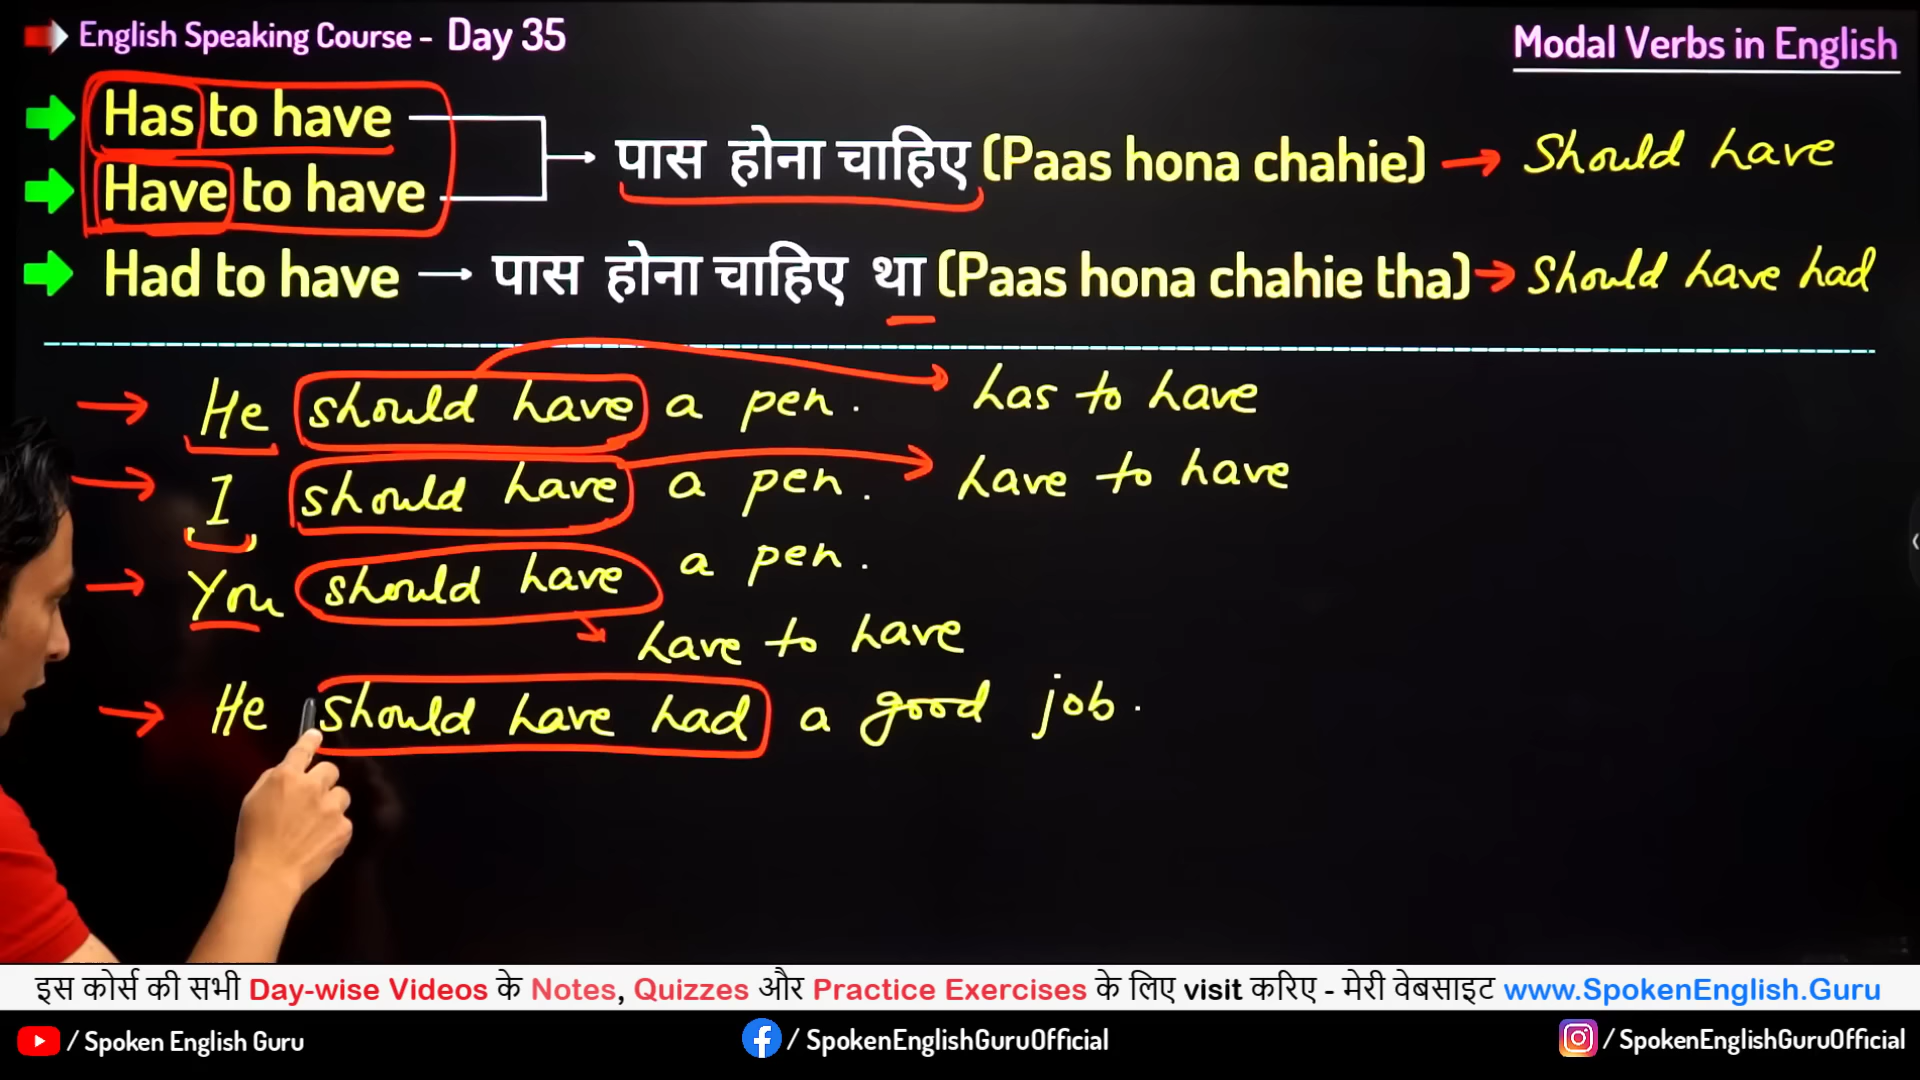 English Speaking Course - Day 35
Modal Verbs in English
Has to have
Have to have
पास होना चाहिए (Paas hona chahie) → Should have
Had to have → पास होना चाहिए था (Paas hona chahie tha) → Should have had
→ He should have a pen. has to have
→ I should have a pen. have to have
→ You should have a pen.
have to have
→ He should have had a good job.
इस कोर्स की सभी Day-wise Videos के Notes, Quizzes और Practice Exercises के लिए visit करिए - मेरी वेबसाइट www.SpokenEnglish.Guru
/ Spoken English Guru
/ SpokenEnglishGuruOfficial
/ SpokenEnglishGuruOfficial